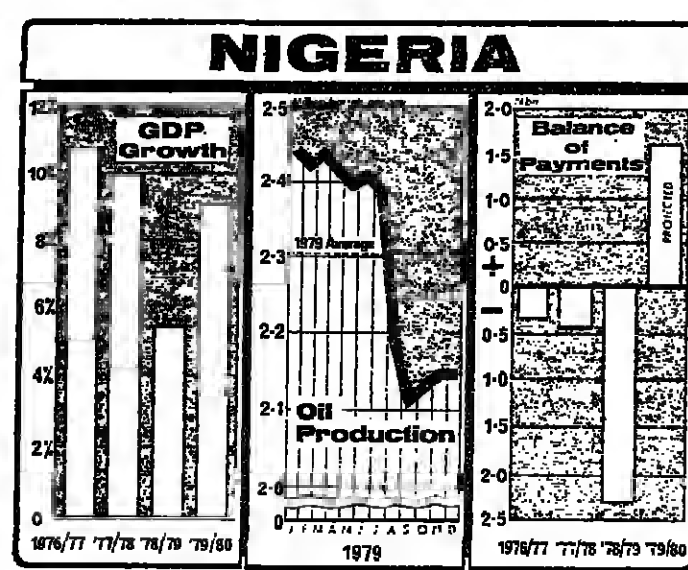 NIGERIA
12%
10%
8%
6%
4%
2%
0
GDP
Growth
1976/77 '77/78 '78/79 '79/80
2·5
2·4
2·3
2·2
2·1
2·0
0
1979 Average
Oil
Production
J F M A M J J A S O N D
1979
2·0
1·5
1·0
0·5
+
0
–
0·5
1·0
1·5
2·0
2·5
Balance
of
Payments
1976/77 '77/78 '78/79 '79/80